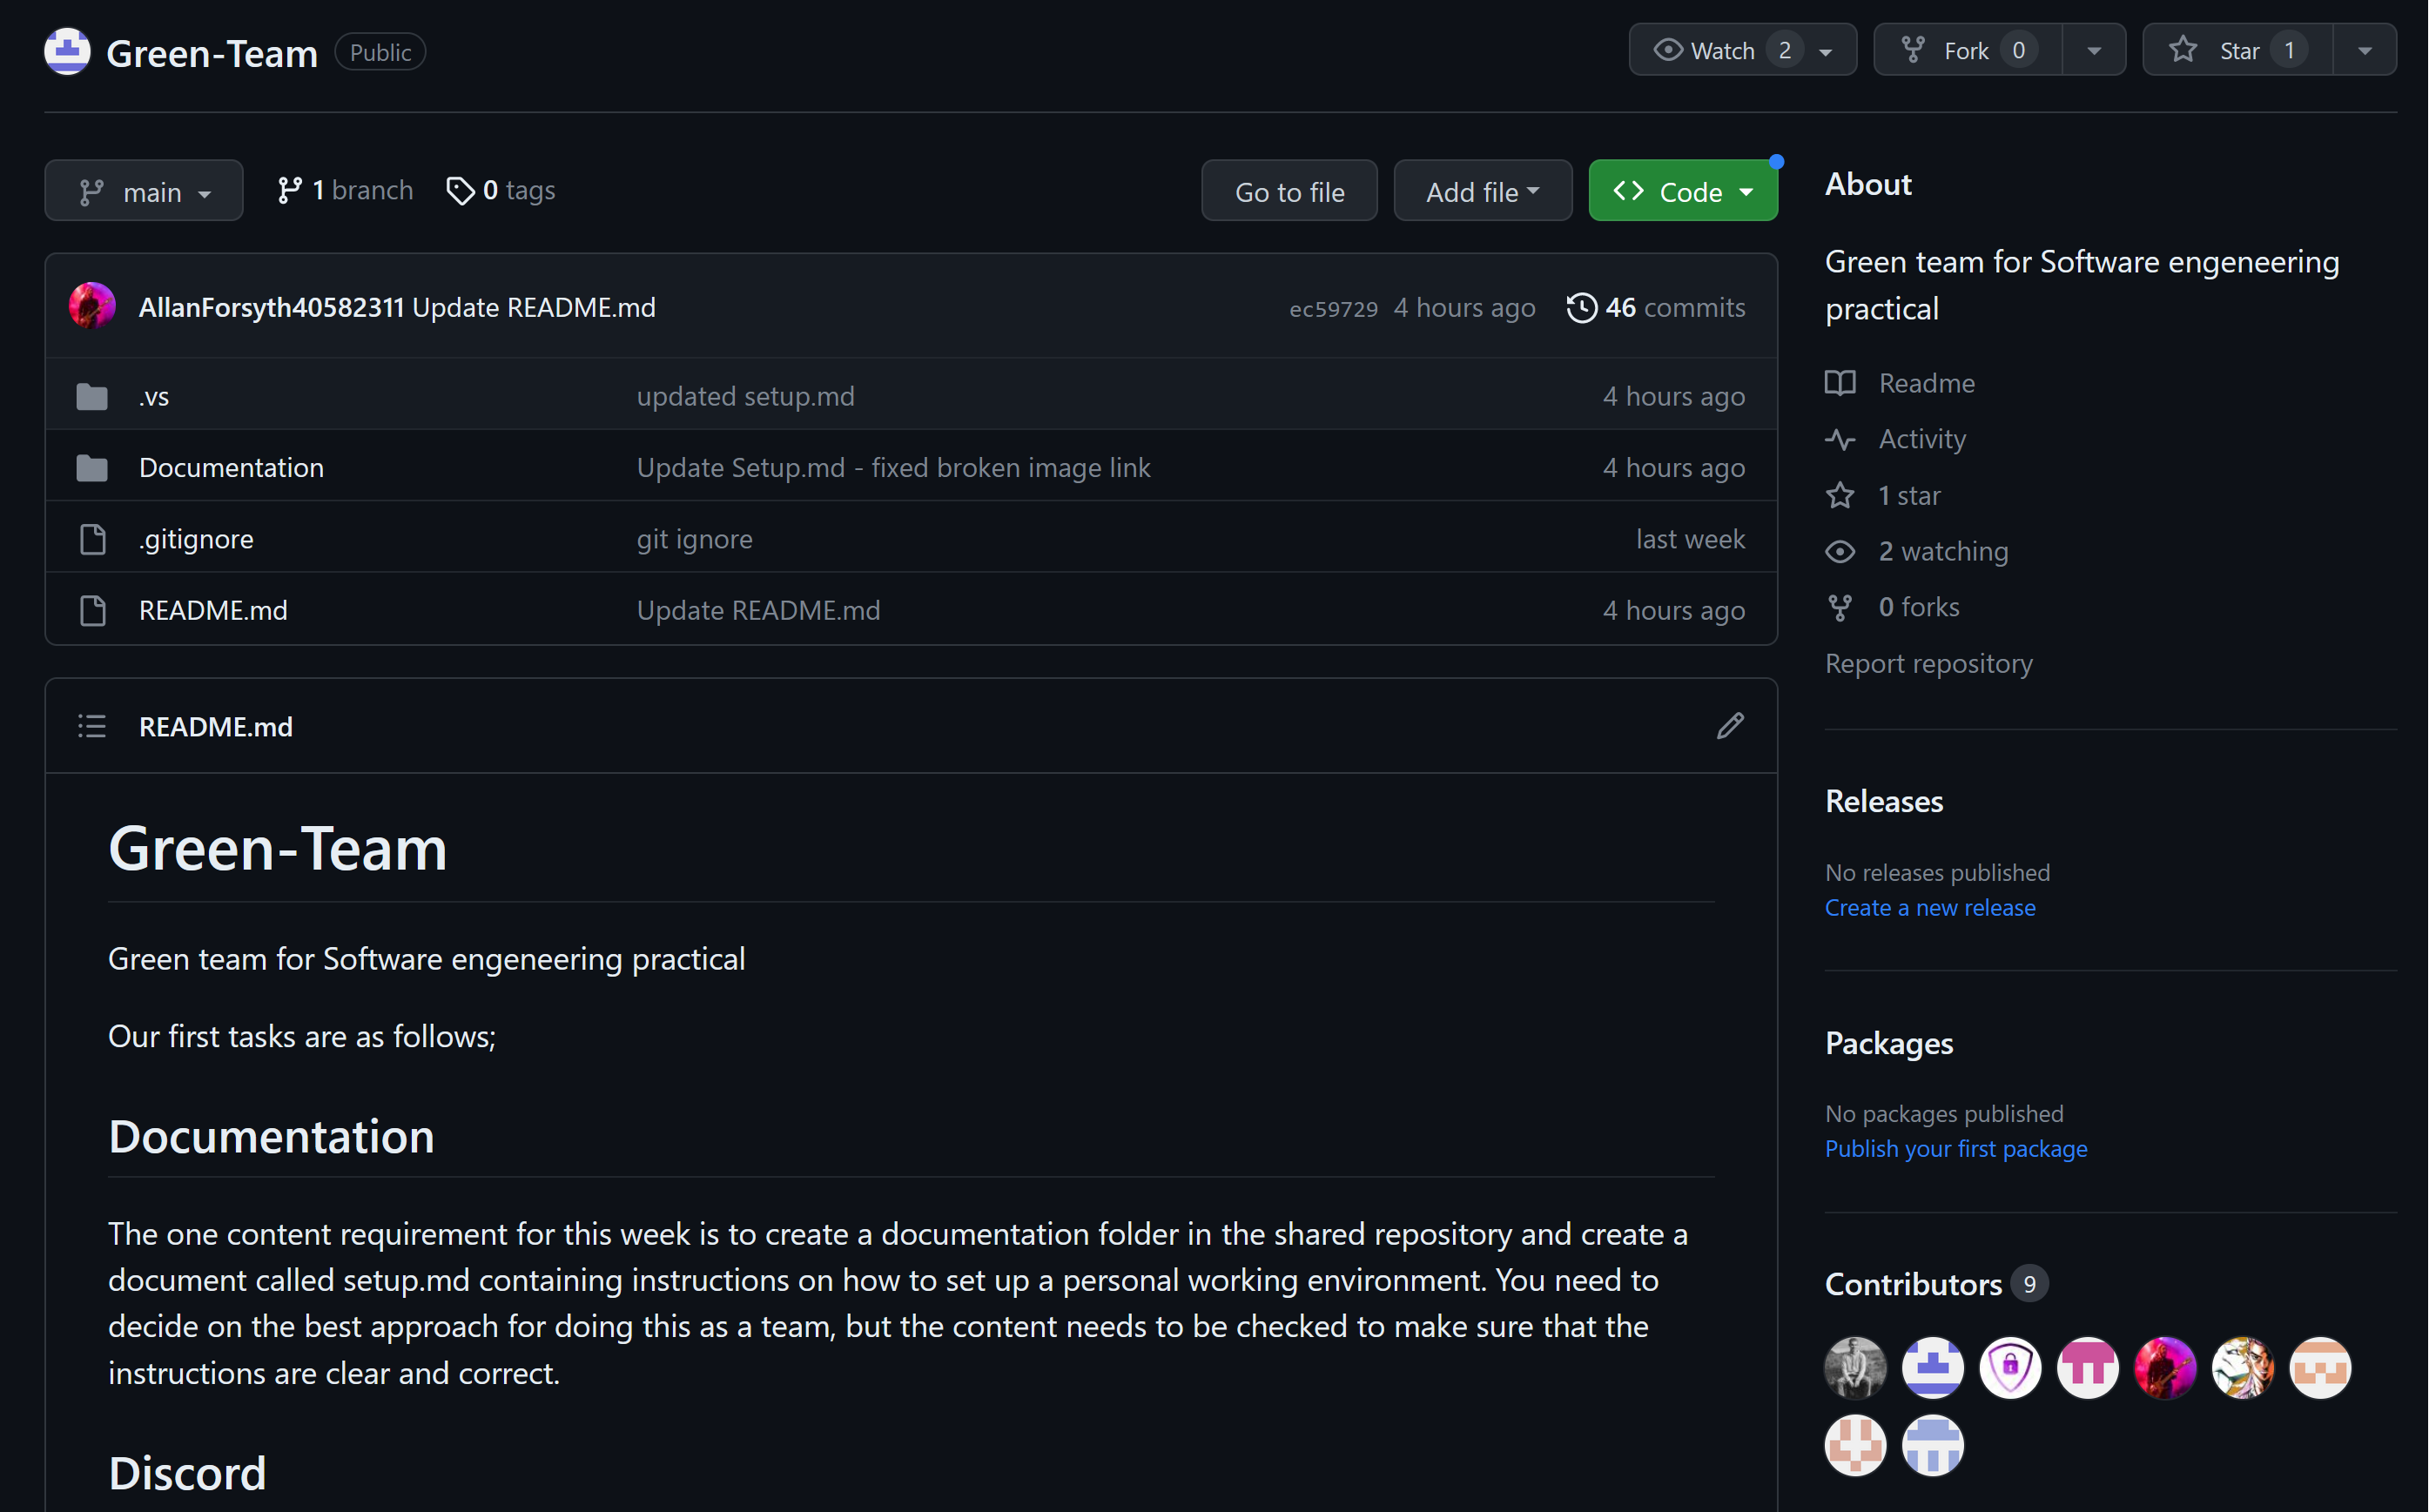 Green-Team Public Watch 2 Fork 0 Star 1
main 1 branch 0 tags Go to file Add file Code
AllanForsyth40582311 Update README.md ec59729 4 hours ago 46 commits
.vs updated setup.md 4 hours ago
Documentation Update Setup.md - fixed broken image link 4 hours ago
.gitignore git ignore last week
README.md Update README.md 4 hours ago
README.md
Green-Team
Green team for Software engeneering practical
Our first tasks are as follows;
Documentation
The one content requirement for this week is to create a documentation folder in the shared repository and create a
document called setup.md containing instructions on how to set up a personal working environment. You need to
decide on the best approach for doing this as a team, but the content needs to be checked to make sure that the
instructions are clear and correct.
Discord
About
Green team for Software engeneering
practical
Readme
Activity
1 star
2 watching
0 forks
Report repository
Releases
No releases published
Create a new release
Packages
No packages published
Publish your first package
Contributors 9